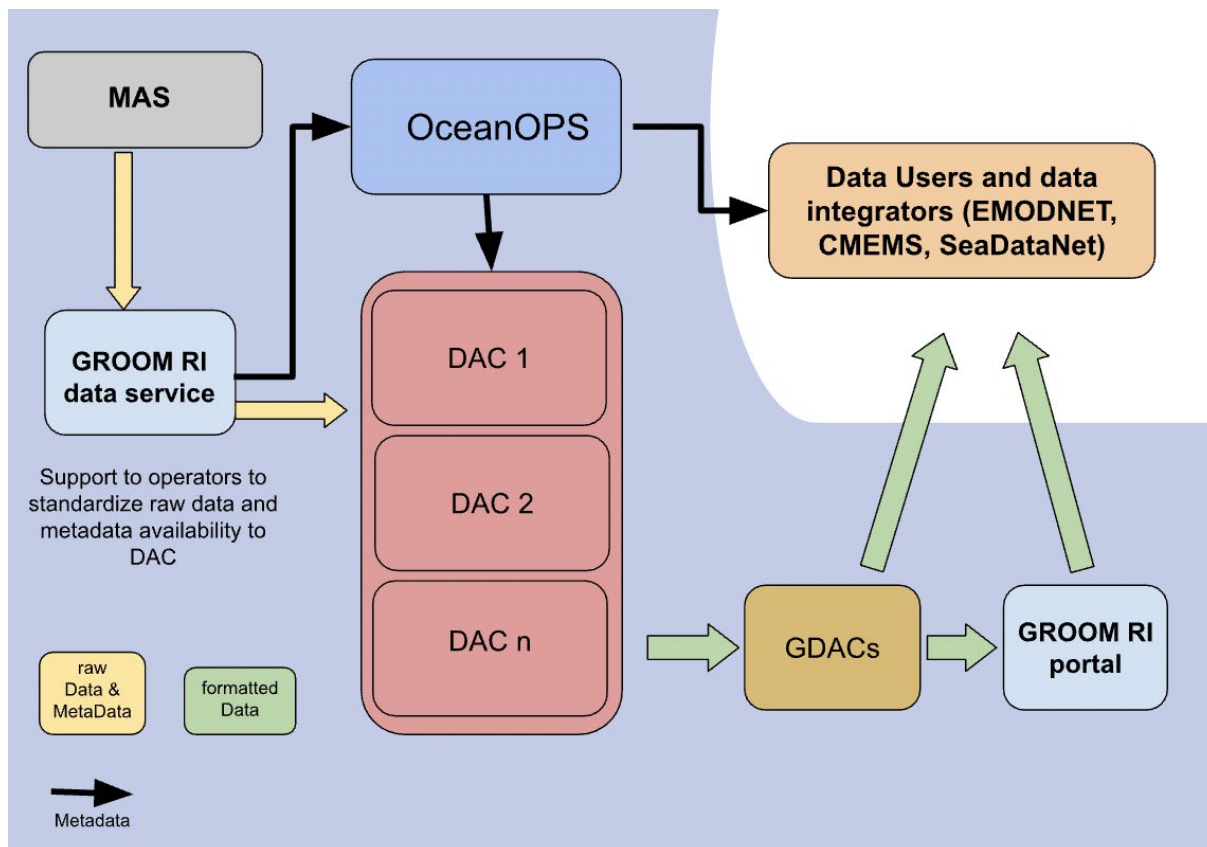 MAS
OceanOPS
Data Users and data
integrators (EMODNET,
CMEMS, SeaDataNet)
GROOM RI
data service
DAC 1
Support to operators to
standardize raw data and
metadata availability to
DAC
DAC 2
DAC n
GDACs
GROOM RI
portal
raw
Data &
MetaData
formatted
Data
Metadata